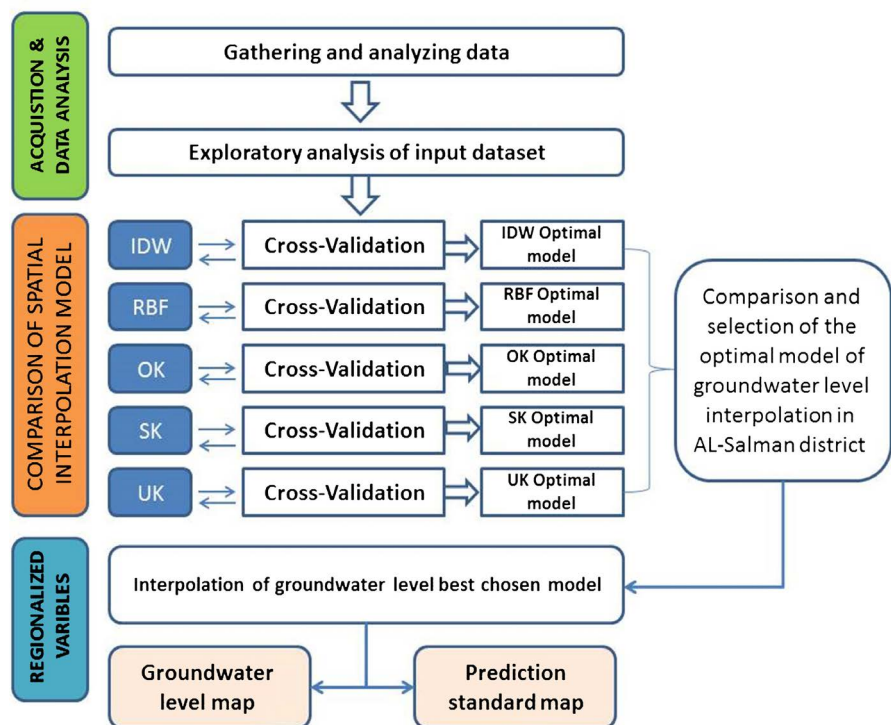 ACQUISTION &
DATA ANALYSIS
Gathering and analyzing data
Exploratory analysis of input dataset
COMPARISON OF SPATIAL
INTERPOLATION MODEL
IDW
Cross-Validation
IDW Optimal
model
RBF
Cross-Validation
RBF Optimal
model
OK
Cross-Validation
OK Optimal
model
SK
Cross-Validation
SK Optimal
model
UK
Cross-Validation
UK Optimal
model
Comparison and
selection of the
optimal model of
groundwater level
interpolation in
AL-Salman district
REGIONALIZED
VARIBLES
Interpolation of groundwater level best chosen model
Groundwater
level map
Prediction
standard map